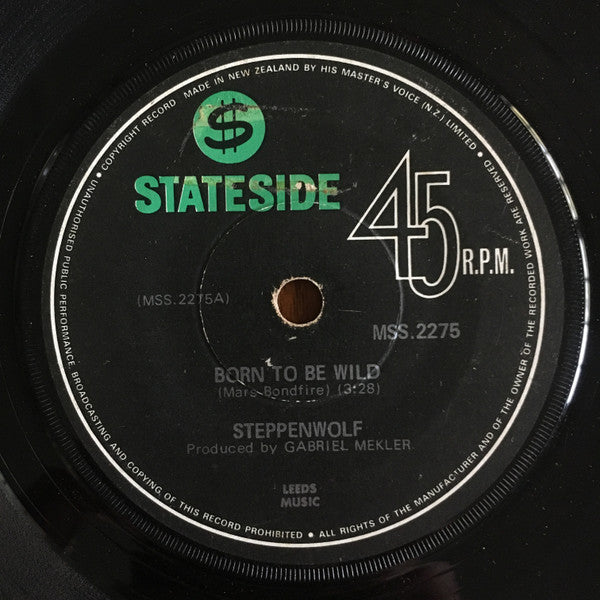 UNAUTHORISED PUBLIC PERFORMANCE, BROADCASTING AND COPYING OF THIS RECORD PROHIBITED • ALL RIGHTS OF THE MANUFACTURER AND OF THE OWNER OF THE RECORDED WORK ARE RESERVED • COPYRIGHT RECORD MADE IN NEW ZEALAND BY HIS MASTER'S VOICE (N.Z.) LIMITED •
$
STATESIDE
45 R.P.M.
(MSS.2275A)
MSS.2275
BORN TO BE WILD
(Mars Bondfire) (3:28)
STEPPENWOLF
Produced by GABRIEL MEKLER
LEEDS
MUSIC